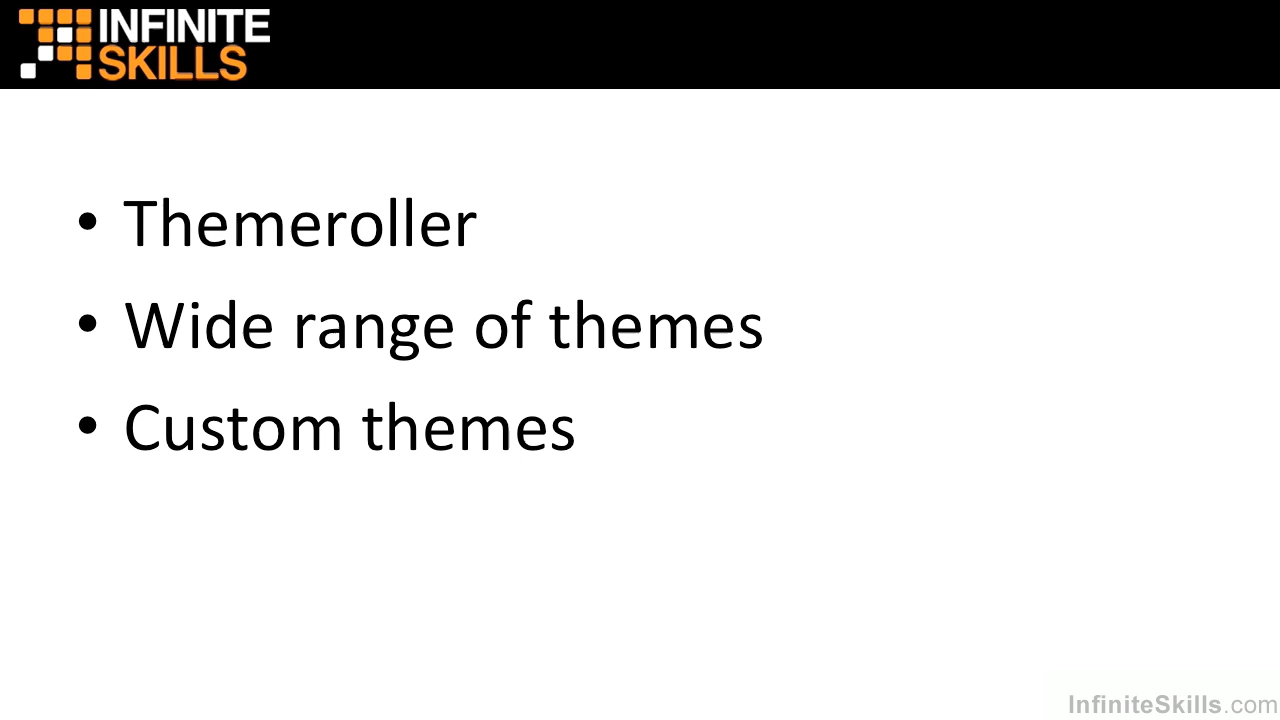 INFINITE
SKILLS
• Themeroller
• Wide range of themes
• Custom themes
InfiniteSkills.com